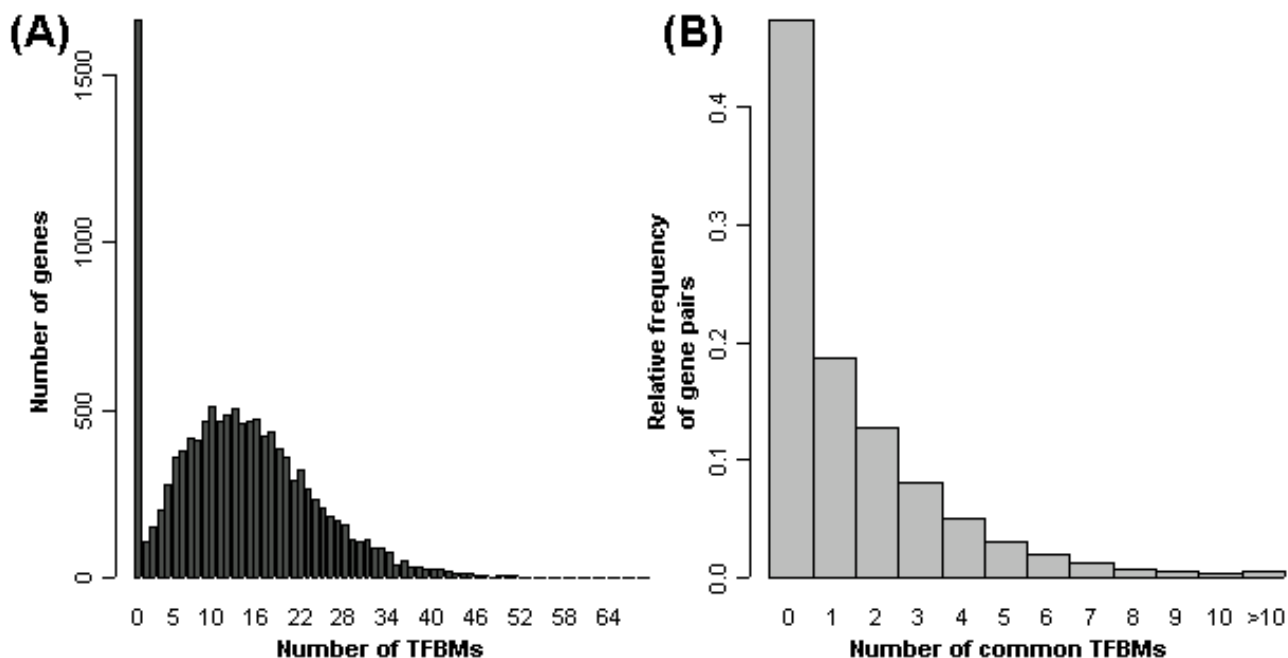 (A)
Number of genes
1500
1000
500
0
0 5 10 16 22 28 34 40 46 52 58 64
Number of TFBMs
(B)
Relative frequency
of gene pairs
0.4
0.3
0.2
0.1
0.0
0 1 2 3 4 5 6 7 8 9 10 >10
Number of common TFBMs